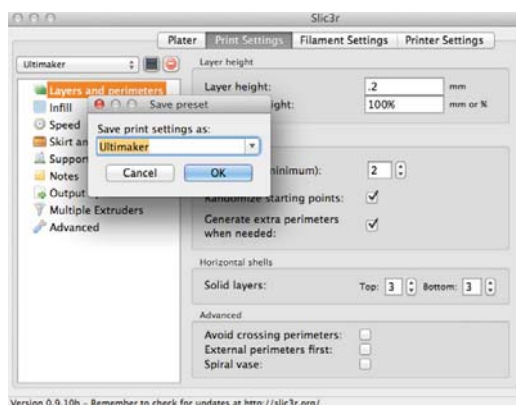 Slic3r
Plater Print Settings Filament Settings Printer Settings
Ultimaker
Layers and perimeters
Infill
Speed
Skirt an
Suppor
Notes
Output
Multiple Extruders
Advanced
Save preset
Save print settings as:
Ultimaker
Cancel OK
Layer height
Layer height: .2 mm
ght: 100% mm or %
inimum): 2
Randomize starting points:
Generate extra perimeters
when needed:
Horizontal shells
Solid layers: Top: 3 Bottom: 3
Advanced
Avoid crossing perimeters:
External perimeters first:
Spiral vase:
Version 0.9.10b - Remember to check for updates at http://slic3r.org/